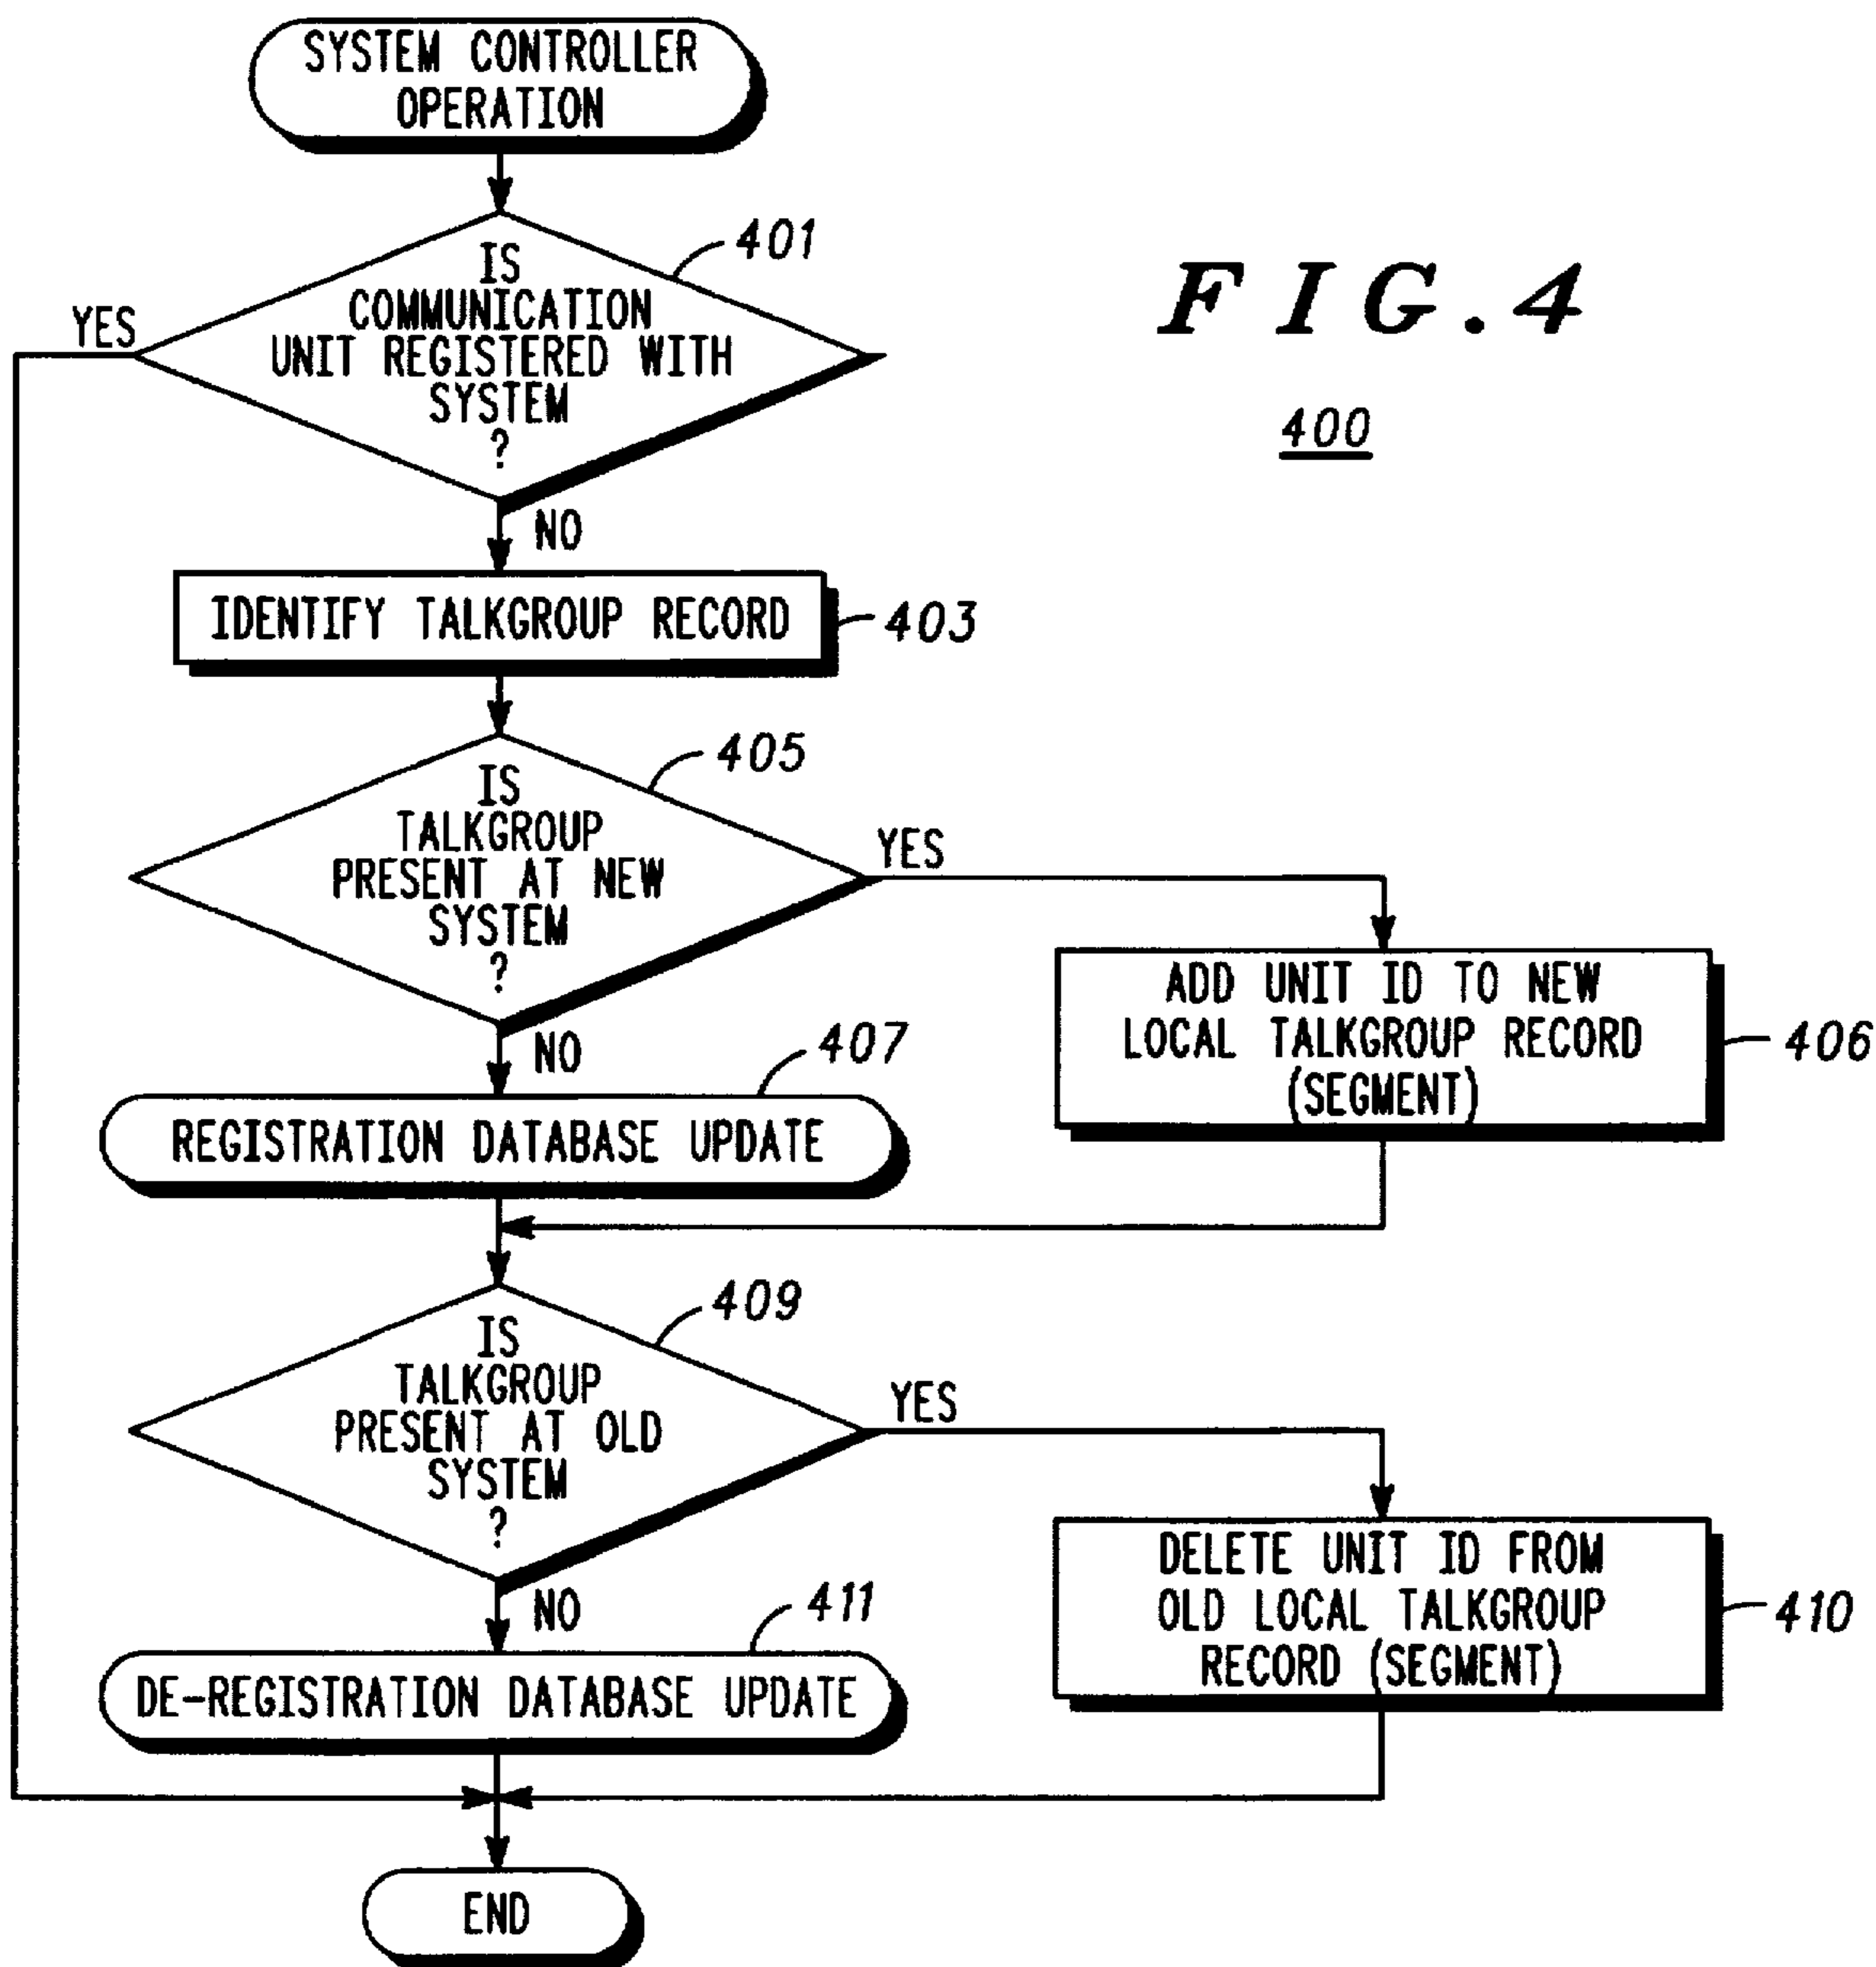 SYSTEM CONTROLLER
OPERATION
401
IS
COMMUNICATION
UNIT REGISTERED WITH
SYSTEM
?
YES
NO
FIG.4
400
IDENTIFY TALKGROUP RECORD
403
405
IS
TALKGROUP
PRESENT AT NEW
SYSTEM
?
YES
NO
ADD UNIT ID TO NEW
LOCAL TALKGROUP RECORD
(SEGMENT)
406
407
REGISTRATION DATABASE UPDATE
409
IS
TALKGROUP
PRESENT AT OLD
SYSTEM
?
YES
NO
DELETE UNIT ID FROM
OLD LOCAL TALKGROUP
RECORD (SEGMENT)
410
411
DE-REGISTRATION DATABASE UPDATE
END